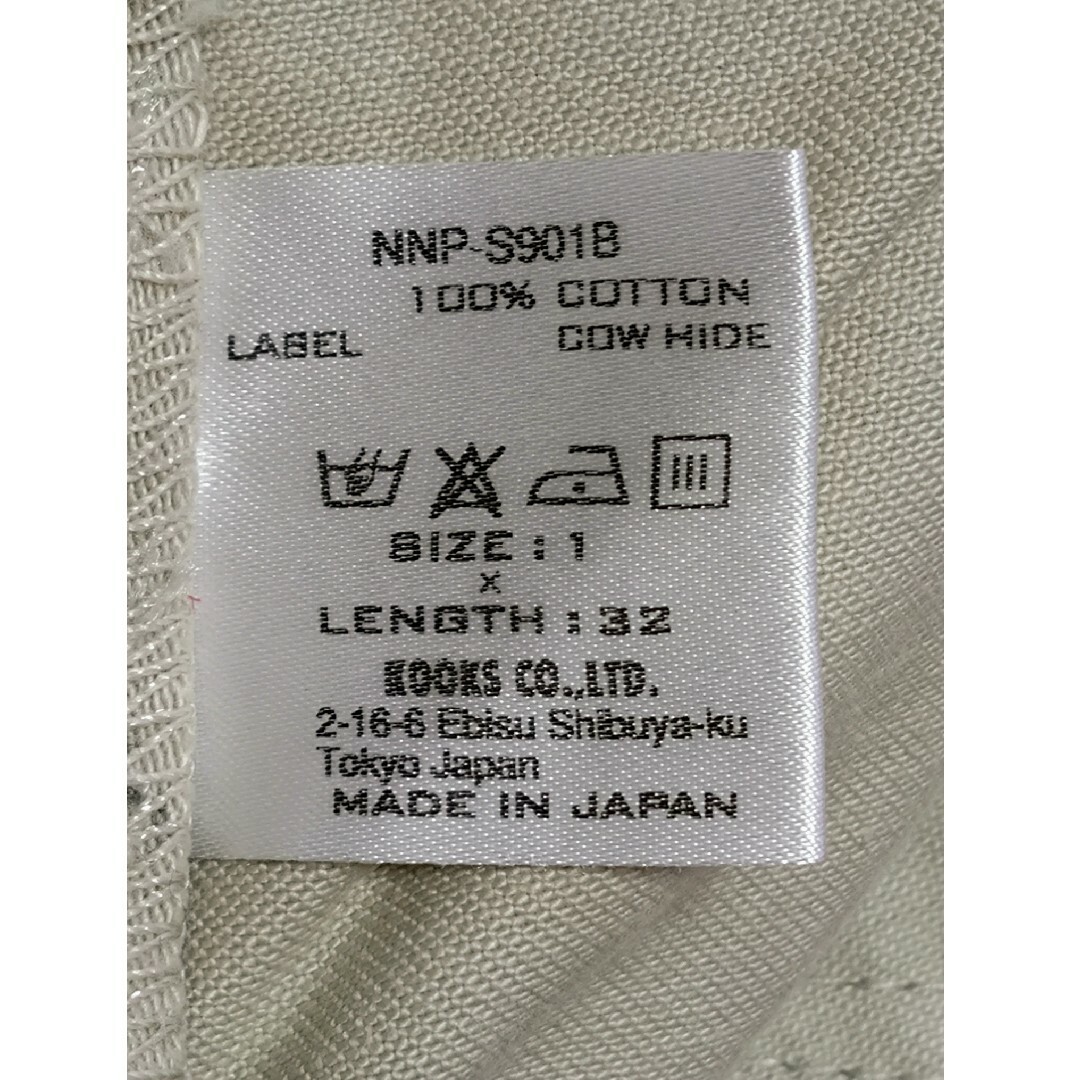 NNP-S901B
100% COTTON
LABEL COW HIDE
SIZE : 1
x
LENGTH : 32
KOOKS CO.,LTD.
2-16-6 Ebisu Shibuya-ku
Tokyo Japan
MADE IN JAPAN